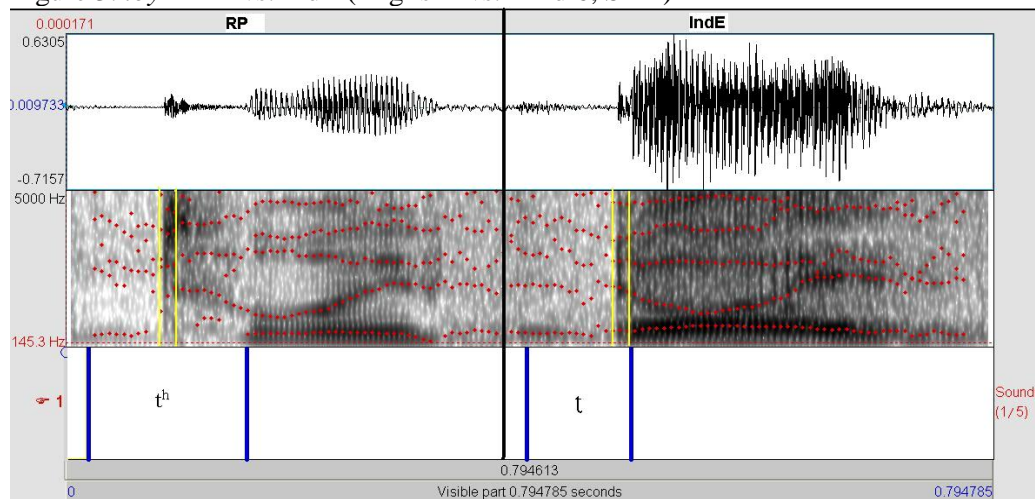 0.000171
RP IndE
0.6305
0.009733
-0.7157
5000 Hz
145.3 Hz
1 tʰ t Sound
(1/5)
0.794613
0 Visible part 0.794785 seconds 0.794785